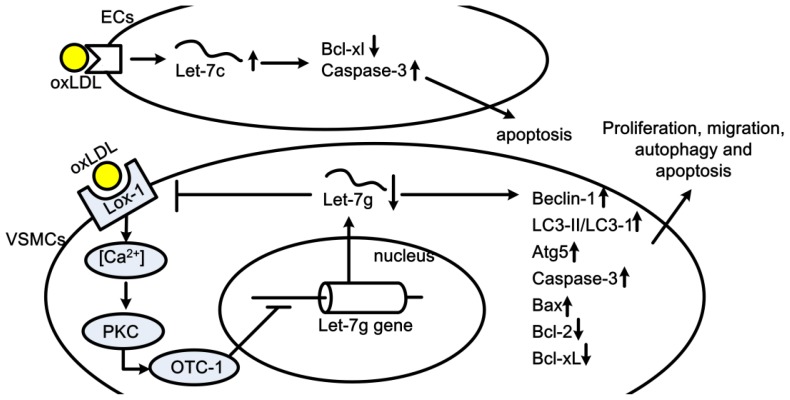 ECs
oxLDL
Let-7c ↑
Bcl-xl ↓
Caspase-3 ↑
apoptosis
Proliferation, migration,
autophagy and
apoptosis
oxLDL
Lox-1
VSMCs
[Ca²⁺]
PKC
OTC-1
Let-7g ↓
nucleus
Let-7g gene
Beclin-1 ↑
LC3-II/LC3-1 ↑
Atg5 ↑
Caspase-3 ↑
Bax ↑
Bcl-2 ↓
Bcl-xL ↓